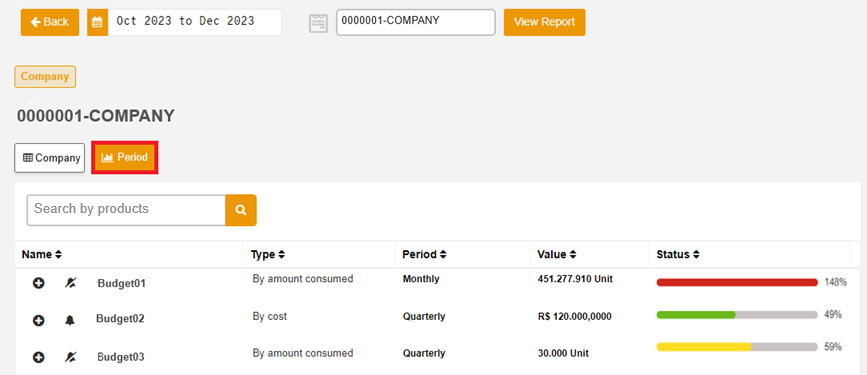 Back Oct 2023 to Dec 2023 0000001-COMPANY View Report
Company
0000001-COMPANY
Company Period
Search by products
Name Type Period Value Status
Budget01 By amount consumed Monthly 451.277.910 Unit 148%
Budget02 By cost Quarterly R$ 120.000,0000 49%
Budget03 By amount consumed Quarterly 30.000 Unit 59%